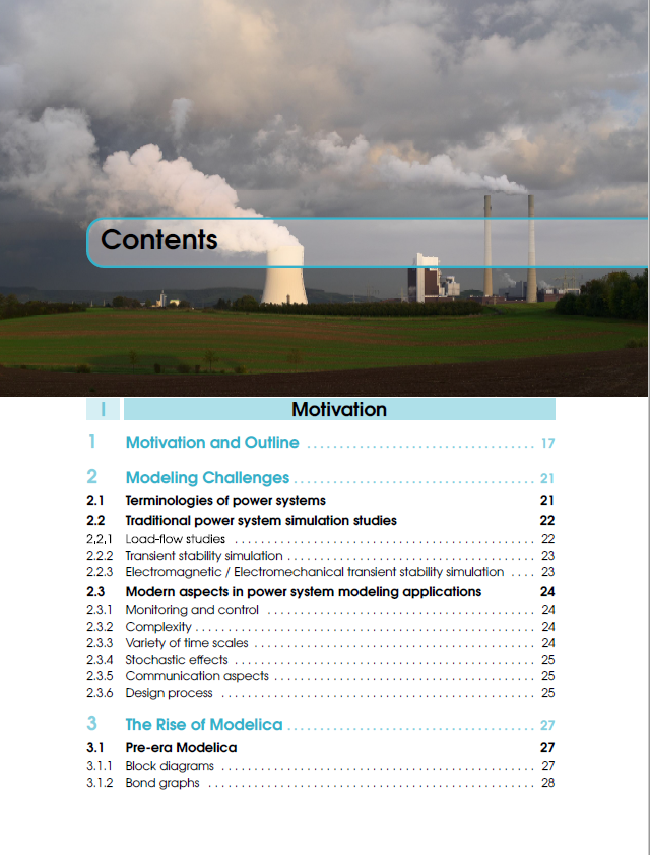 Contents
I Motivation
1 Motivation and Outline . . . . . . . . . . . . . . . . . . . . . . . . . . . . . . . . . . . 17
2 Modeling Challenges . . . . . . . . . . . . . . . . . . . . . . . . . . . . . . . . . . . . . 21
2.1 Terminologies of power systems 21
2.2 Traditional power system simulation studies 22
2.2.1 Load-flow studies . . . . . . . . . . . . . . . . . . . . . . . . . . . . . . . . . . . . . . . . . . 22
2.2.2 Transient stability simulation . . . . . . . . . . . . . . . . . . . . . . . . . . . . . . . . . . 23
2.2.3 Electromagnetic / Electromechanical transient stability simulation . . . . 23
2.3 Modern aspects in power system modeling applications 24
2.3.1 Monitoring and control . . . . . . . . . . . . . . . . . . . . . . . . . . . . . . . . . . . . . 24
2.3.2 Complexity . . . . . . . . . . . . . . . . . . . . . . . . . . . . . . . . . . . . . . . . . . . . . . . 24
2.3.3 Variety of time scales . . . . . . . . . . . . . . . . . . . . . . . . . . . . . . . . . . . . . . . 24
2.3.4 Stochastic effects . . . . . . . . . . . . . . . . . . . . . . . . . . . . . . . . . . . . . . . . . . 25
2.3.5 Communication aspects . . . . . . . . . . . . . . . . . . . . . . . . . . . . . . . . . . . . 25
2.3.6 Design process . . . . . . . . . . . . . . . . . . . . . . . . . . . . . . . . . . . . . . . . . . . . 25
3 The Rise of Modelica . . . . . . . . . . . . . . . . . . . . . . . . . . . . . . . . . . . . . . 27
3.1 Pre-era Modelica 27
3.1.1 Block diagrams . . . . . . . . . . . . . . . . . . . . . . . . . . . . . . . . . . . . . . . . . . . . 27
3.1.2 Bond graphs . . . . . . . . . . . . . . . . . . . . . . . . . . . . . . . . . . . . . . . . . . . . . . 28